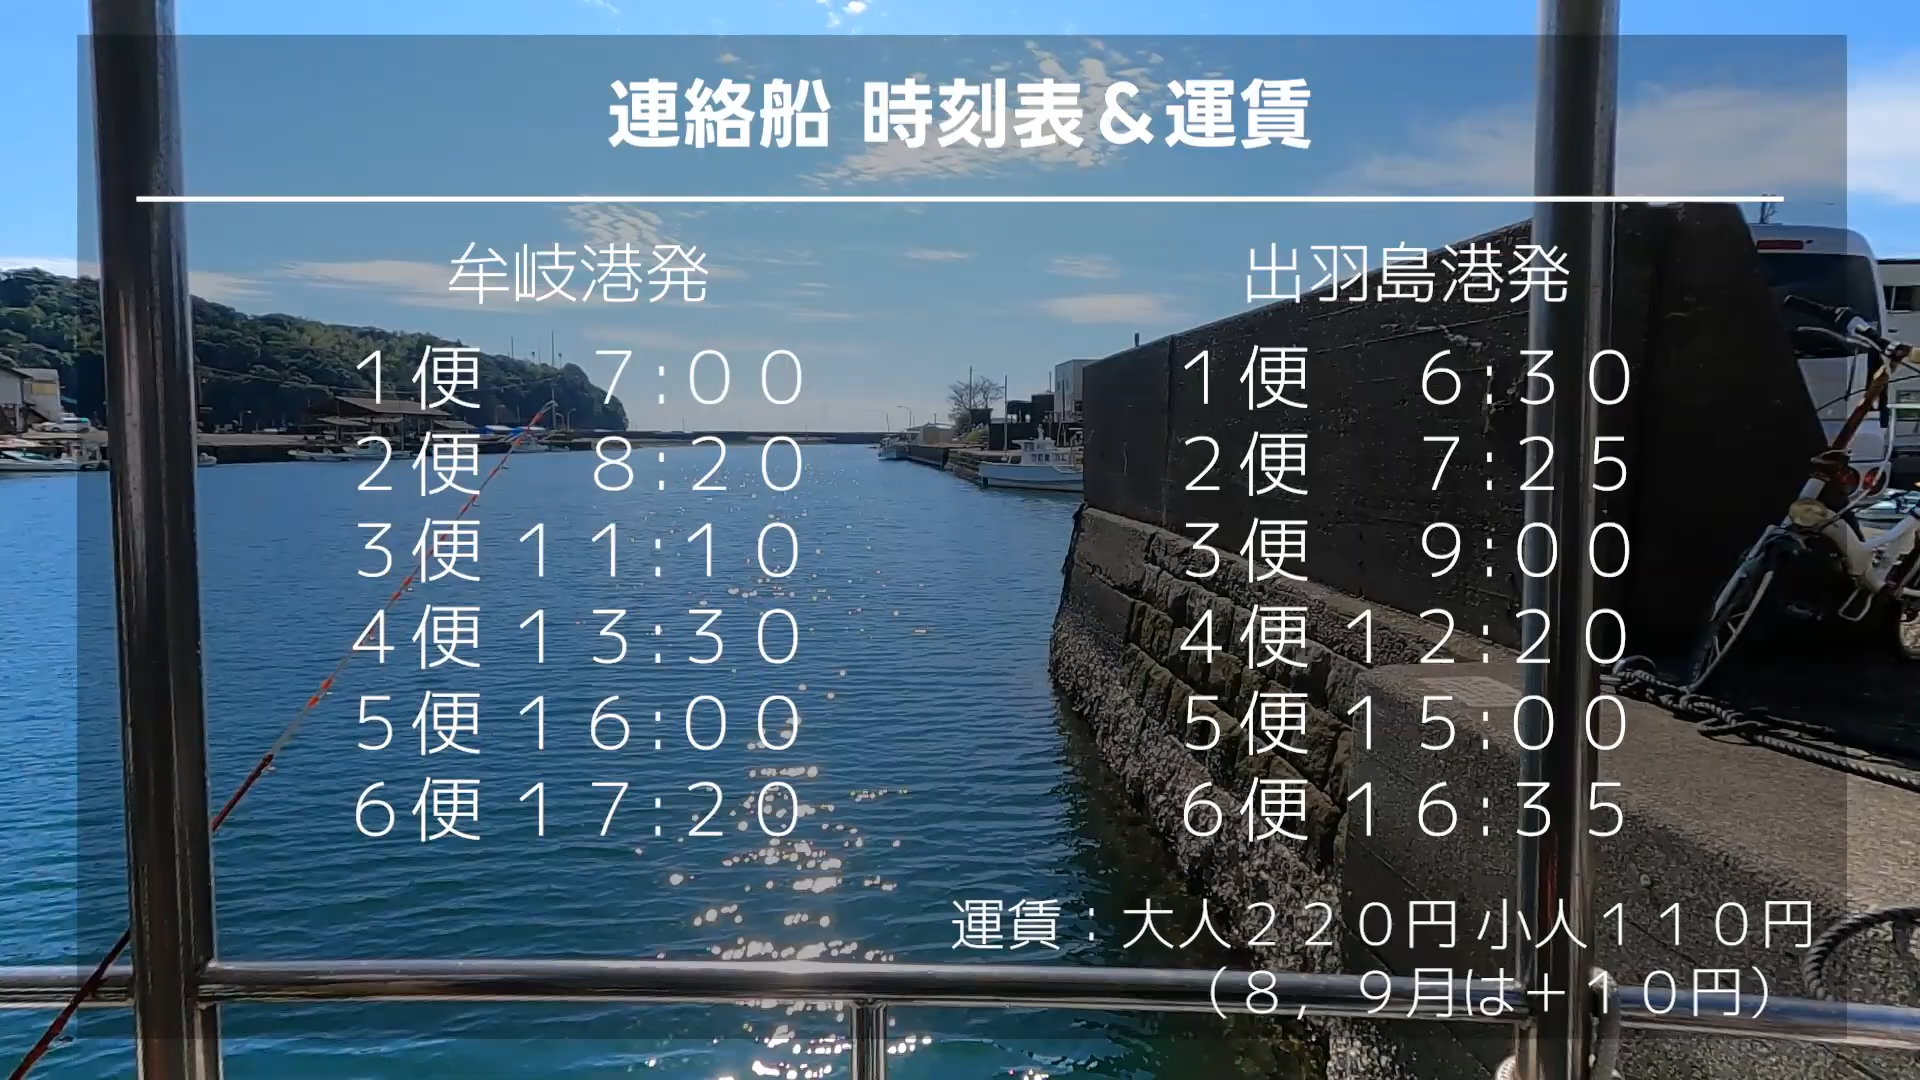 連絡船 時刻表＆運賃
牟岐港発
1便 7:00
2便 8:20
3便 11:10
4便 13:30
5便 16:00
6便 17:20
出羽島港発
1便 6:30
2便 7:25
3便 9:00
4便 12:20
5便 15:00
6便 16:35
運賃：大人220円 小人110円
（8，9月は＋10円）